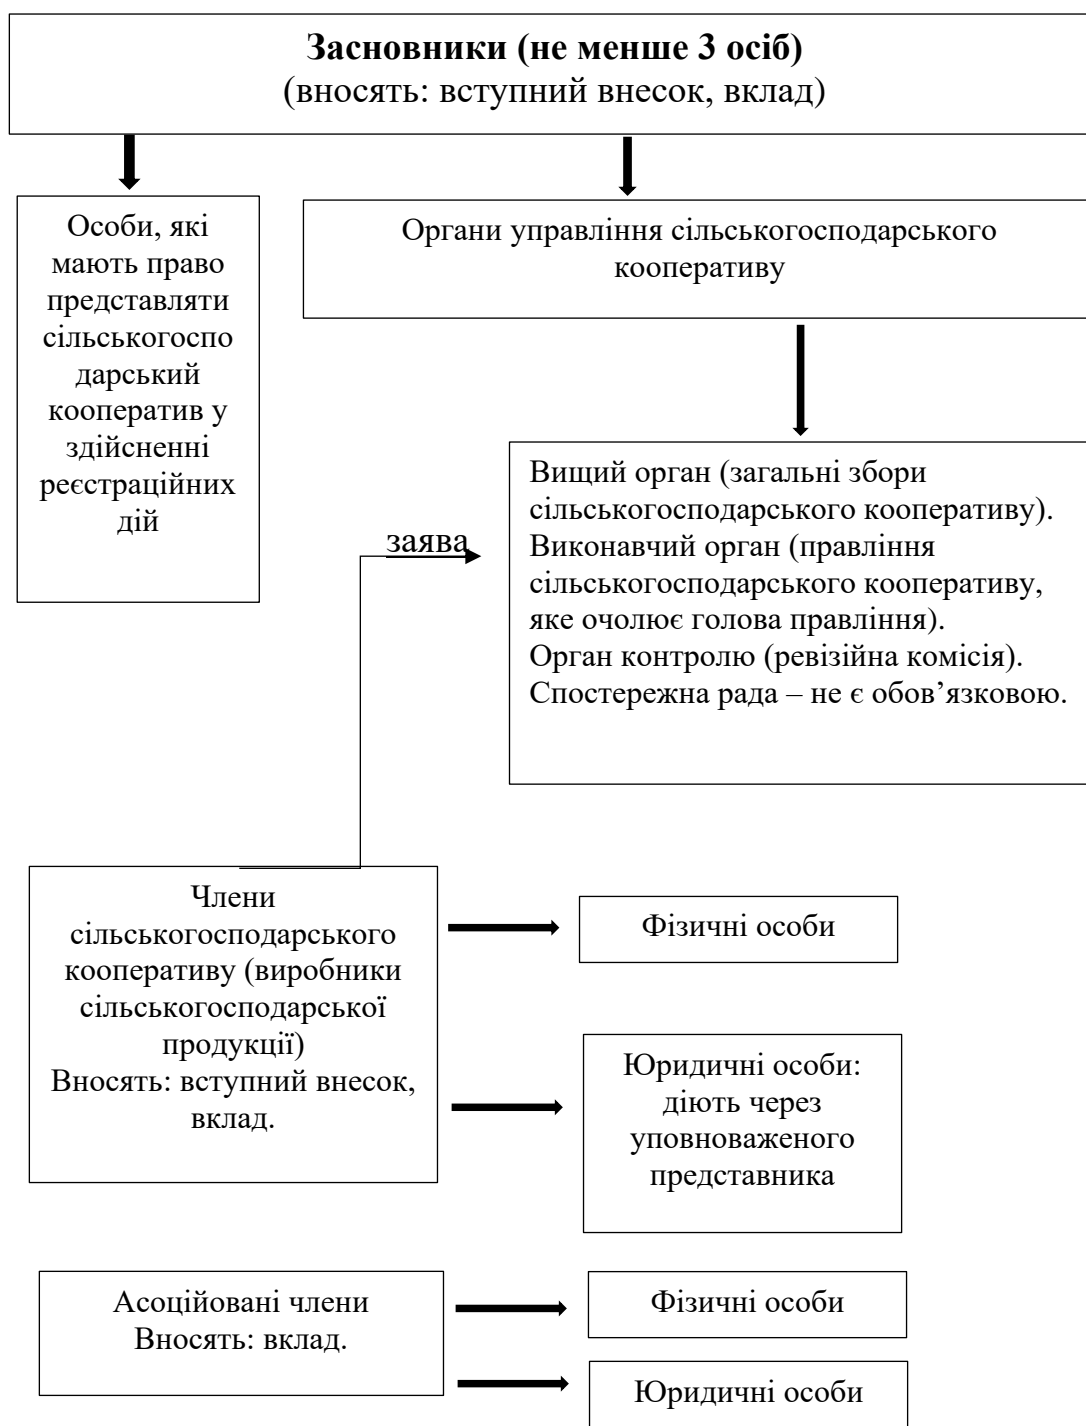 Засновники (не менше 3 осіб)
(вносять: вступний внесок, вклад)
Особи, які
мають право
представляти
сільськогоспо
дарський
кооператив у
здійсненні
реєстраційних
дій
Органи управління сільськогосподарського
кооперативу
Вищий орган (загальні збори
сільськогосподарського кооперативу).
Виконавчий орган (правління
сільськогосподарського кооперативу,
яке очолює голова правління).
Орган контролю (ревізійна комісія).
Спостережна рада – не є обов’язковою.
заява
Члени
сільськогосподарського
кооперативу (виробники
сільськогосподарської
продукції)
Вносять: вступний внесок,
вклад.
Фізичні особи
Юридичні особи:
діють через
уповноваженого
представника
Асоційовані члени
Вносять: вклад.
Фізичні особи
Юридичні особи